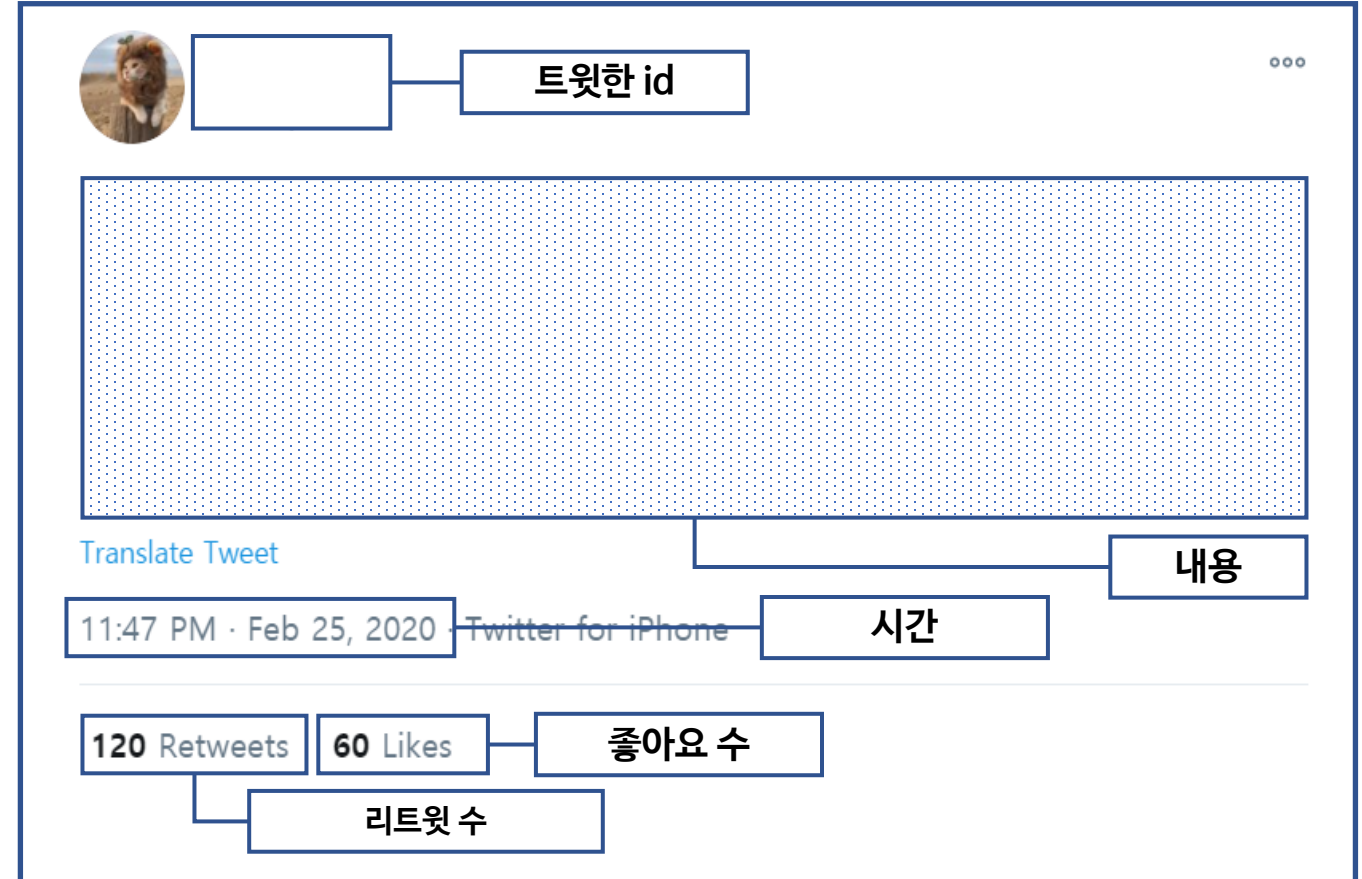 트윗한 id
Translate Tweet
내용
11:47 PM · Feb 25, 2020 · Twitter for iPhone
시간
120 Retweets
60 Likes
좋아요 수
리트윗 수